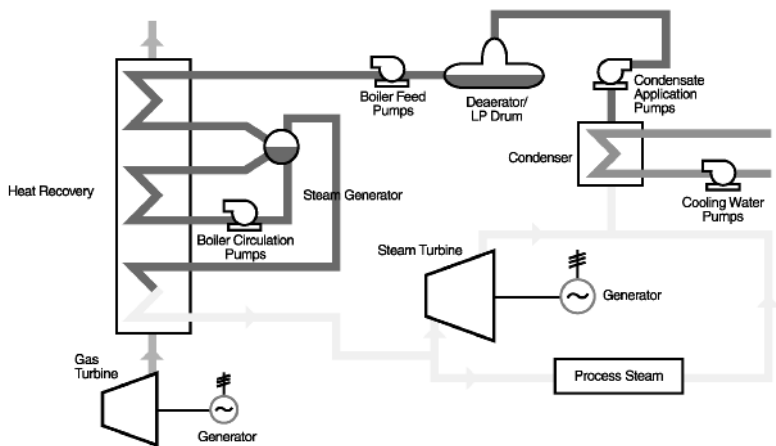 Boiler Feed
Pumps
Deaerator/
LP Drum
Condensate
Application
Pumps
Condenser
Cooling Water
Pumps
Heat Recovery
Steam Generator
Boiler Circulation
Pumps
Steam Turbine
Generator
Gas
Turbine
Generator
Process Steam